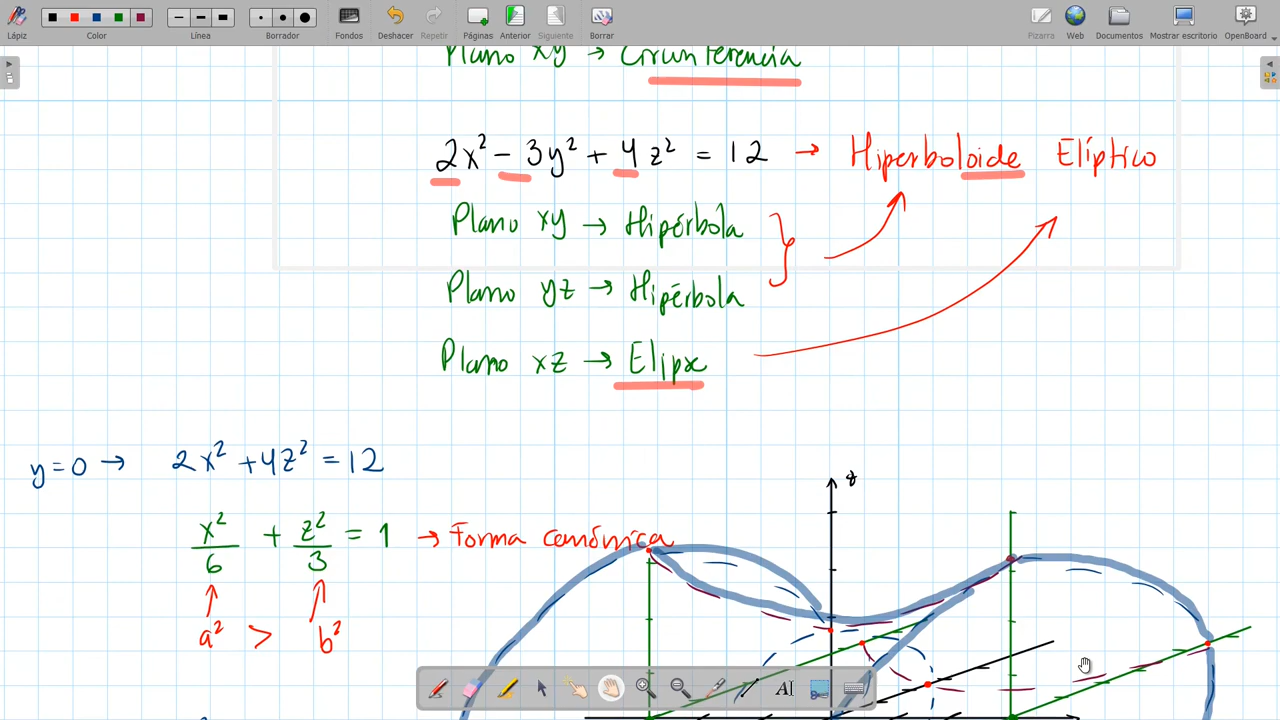 Lápiz Color Línea Borrador Fondos Deshacer Repetir Páginas Anterior Siguiente Borrar Pizarra Web Documentos Mostrar escritorio OpenBoard
Plano xy → Circunferencia
2x² - 3y² + 4z² = 12 → Hiperboloide Elíptico
Plano xy → Hipérbola
Plano yz → Hipérbola
Plano xz → Elipse
y=0 → 2x² + 4z² = 12
x²/6 + z²/3 = 1 → Forma canónica
a² > b²
z